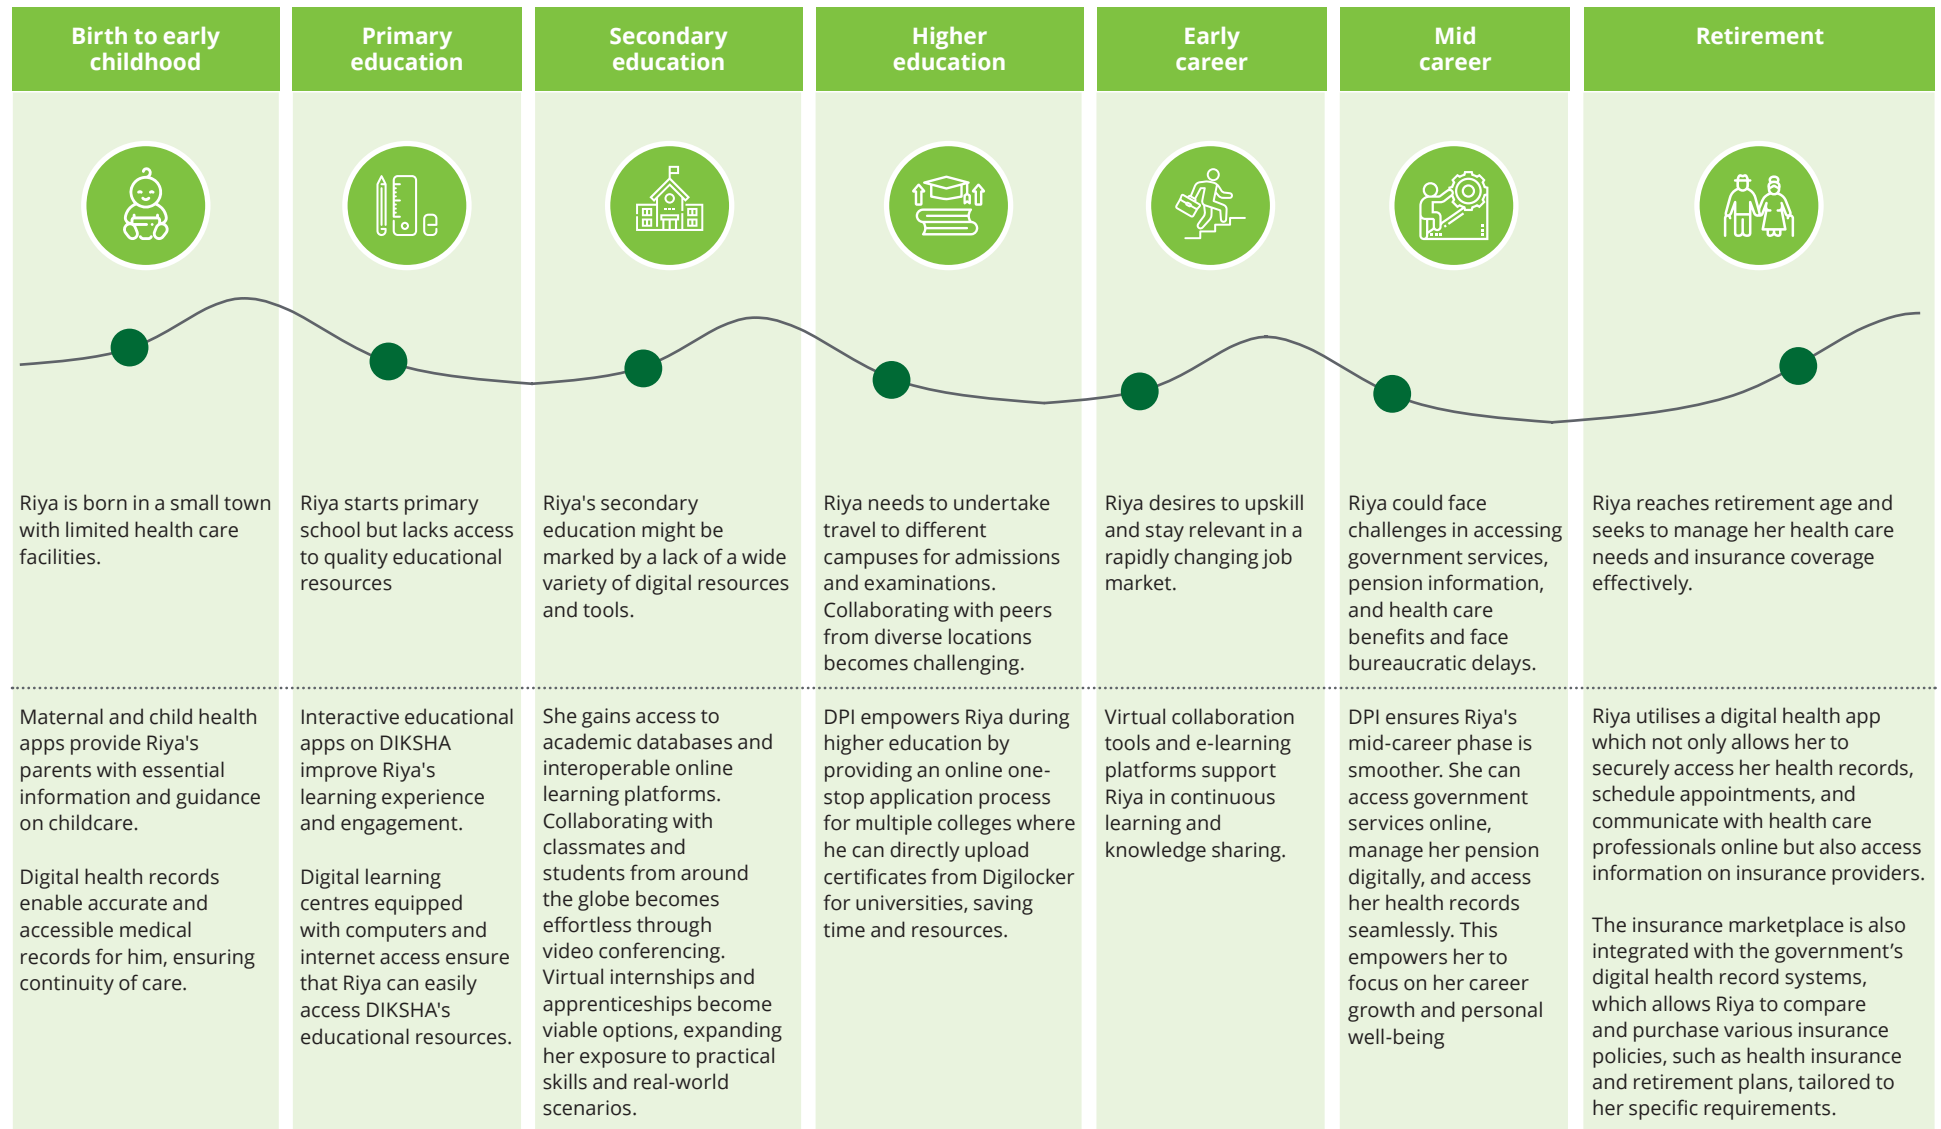 Birth to early
childhood
Primary
education
Secondary
education
Higher
education
Early
career
Mid
career
Retirement
Riya is born in a small town
with limited health care
facilities.
Riya starts primary
school but lacks access
to quality educational
resources
Riya's secondary
education might be
marked by a lack of a wide
variety of digital resources
and tools.
Riya needs to undertake
travel to different
campuses for admissions
and examinations.
Collaborating with peers
from diverse locations
becomes challenging.
Riya desires to upskill
and stay relevant in a
rapidly changing job
market.
Riya could face
challenges in accessing
government services,
pension information,
and health care
benefits and face
bureaucratic delays.
Riya reaches retirement age and
seeks to manage her health care
needs and insurance coverage
effectively.
Maternal and child health
apps provide Riya's
parents with essential
information and guidance
on childcare.
Digital health records
enable accurate and
accessible medical
records for him, ensuring
continuity of care.
Interactive educational
apps on DIKSHA
improve Riya's
learning experience
and engagement.
Digital learning
centres equipped
with computers and
internet access ensure
that Riya can easily
access DIKSHA's
educational resources.
She gains access to
academic databases and
interoperable online
learning platforms.
Collaborating with
classmates and
students from around
the globe becomes
effortless through
video conferencing.
Virtual internships and
apprenticeships become
viable options, expanding
her exposure to practical
skills and real-world
scenarios.
DPI empowers Riya during
higher education by
providing an online one-
stop application process
for multiple colleges where
he can directly upload
certificates from Digilocker
for universities, saving
time and resources.
Virtual collaboration
tools and e-learning
platforms support
Riya in continuous
learning and
knowledge sharing.
DPI ensures Riya's
mid-career phase is
smoother. She can
access government
services online,
manage her pension
digitally, and access
her health records
seamlessly. This
empowers her to
focus on her career
growth and personal
well-being
Riya utilises a digital health app
which not only allows her to
securely access her health records,
schedule appointments, and
communicate with health care
professionals online but also access
information on insurance providers.
The insurance marketplace is also
integrated with the government’s
digital health record systems,
which allows Riya to compare
and purchase various insurance
policies, such as health insurance
and retirement plans, tailored to
her specific requirements.